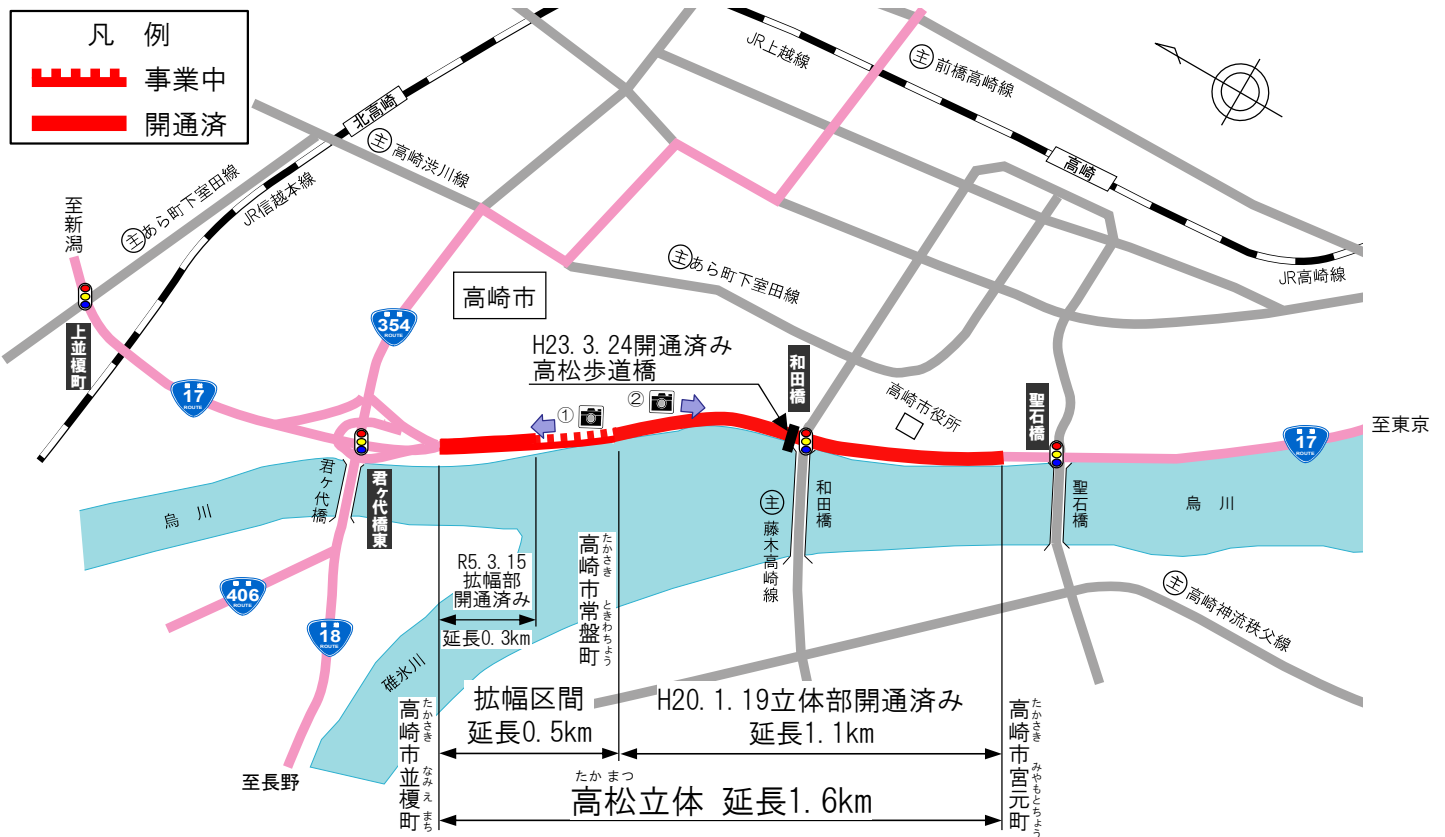 凡 例
事業中
開通済
北高崎
主
高崎渋川線
主
あら町下室田線
JR信越本線
JR上越線
主
前橋高崎線
高崎
JR高崎線
至新潟
上並榎町
17
ROUTE
354
ROUTE
高崎市
主
あら町下室田線
H23.3.24開通済み
高松歩道橋
①
②
和田橋
高崎市役所
聖石橋
至東京
17
ROUTE
君ヶ代橋
君ヶ代橋東
烏川
和田橋
主
藤木高崎線
聖石橋
烏川
主
高崎神流秩父線
406
ROUTE
18
ROUTE
至長野
碓氷川
R5.3.15
拡幅部
開通済み
延長0.3km
高崎市常盤町
たかさき ときわちょう
拡幅区間
延長0.5km
H20.1.19立体部開通済み
延長1.1km
高崎市並榎町
たかさき なみえ まち
高崎市宮元町
たかさき みやもとちょう
たかまつ
高松立体 延長1.6km